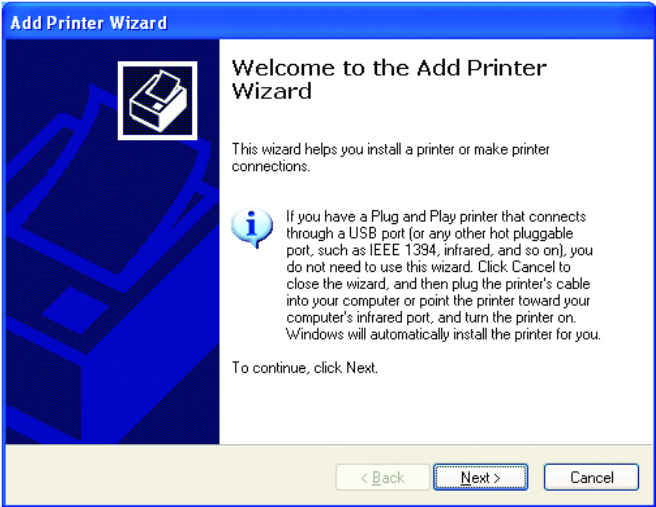 Add Printer Wizard
Welcome to the Add Printer
Wizard
This wizard helps you install a printer or make printer
connections.
If you have a Plug and Play printer that connects
through a USB port (or any other hot pluggable
port, such as IEEE 1394, infrared, and so on), you
do not need to use this wizard. Click Cancel to
close the wizard, and then plug the printer's cable
into your computer or point the printer toward your
computer's infrared port, and turn the printer on.
Windows will automatically install the printer for you.
To continue, click Next.
< Back
Next >
Cancel